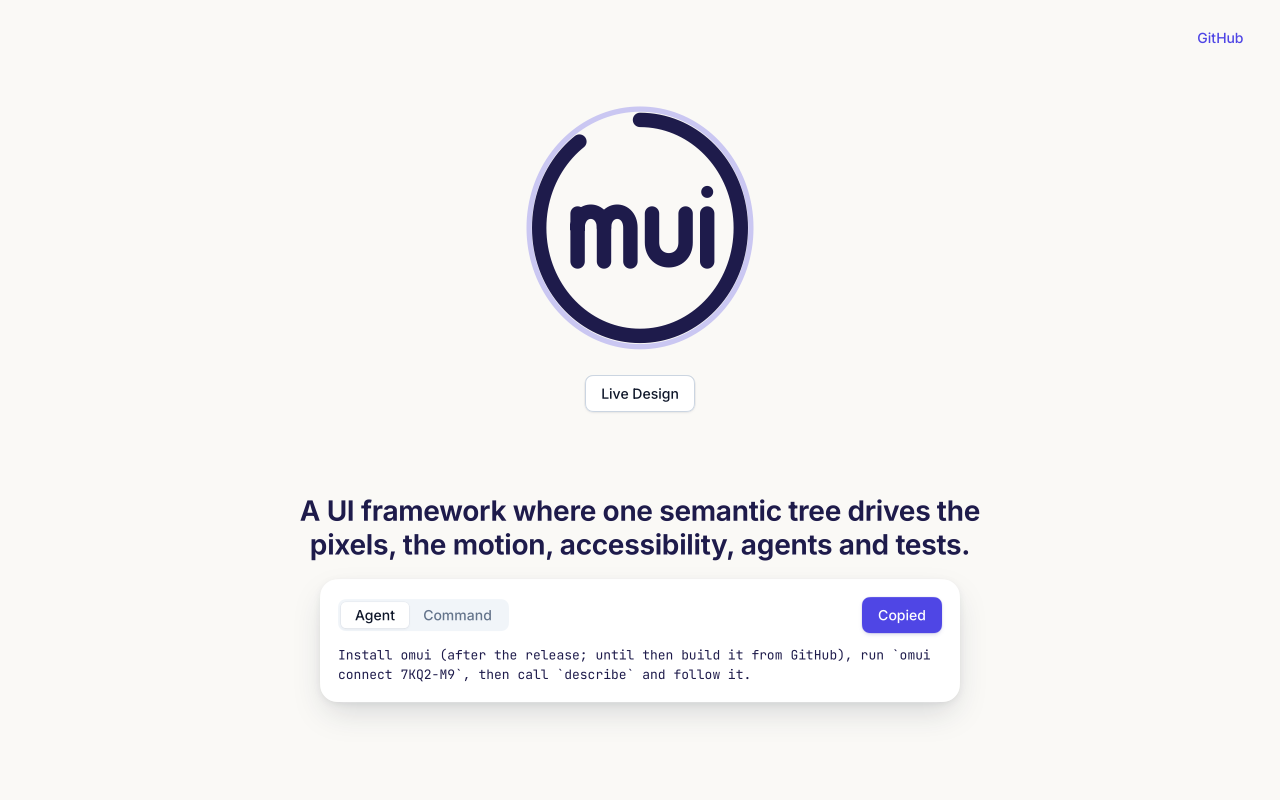 GitHub
mui
Live Design
A UI framework where one semantic tree drives the
pixels, the motion, accessibility, agents and tests.
Agent
Command
Copied
Install omui (after the release; until then build it from GitHub), run `omui
connect 7KQ2-M9`, then call `describe` and follow it.